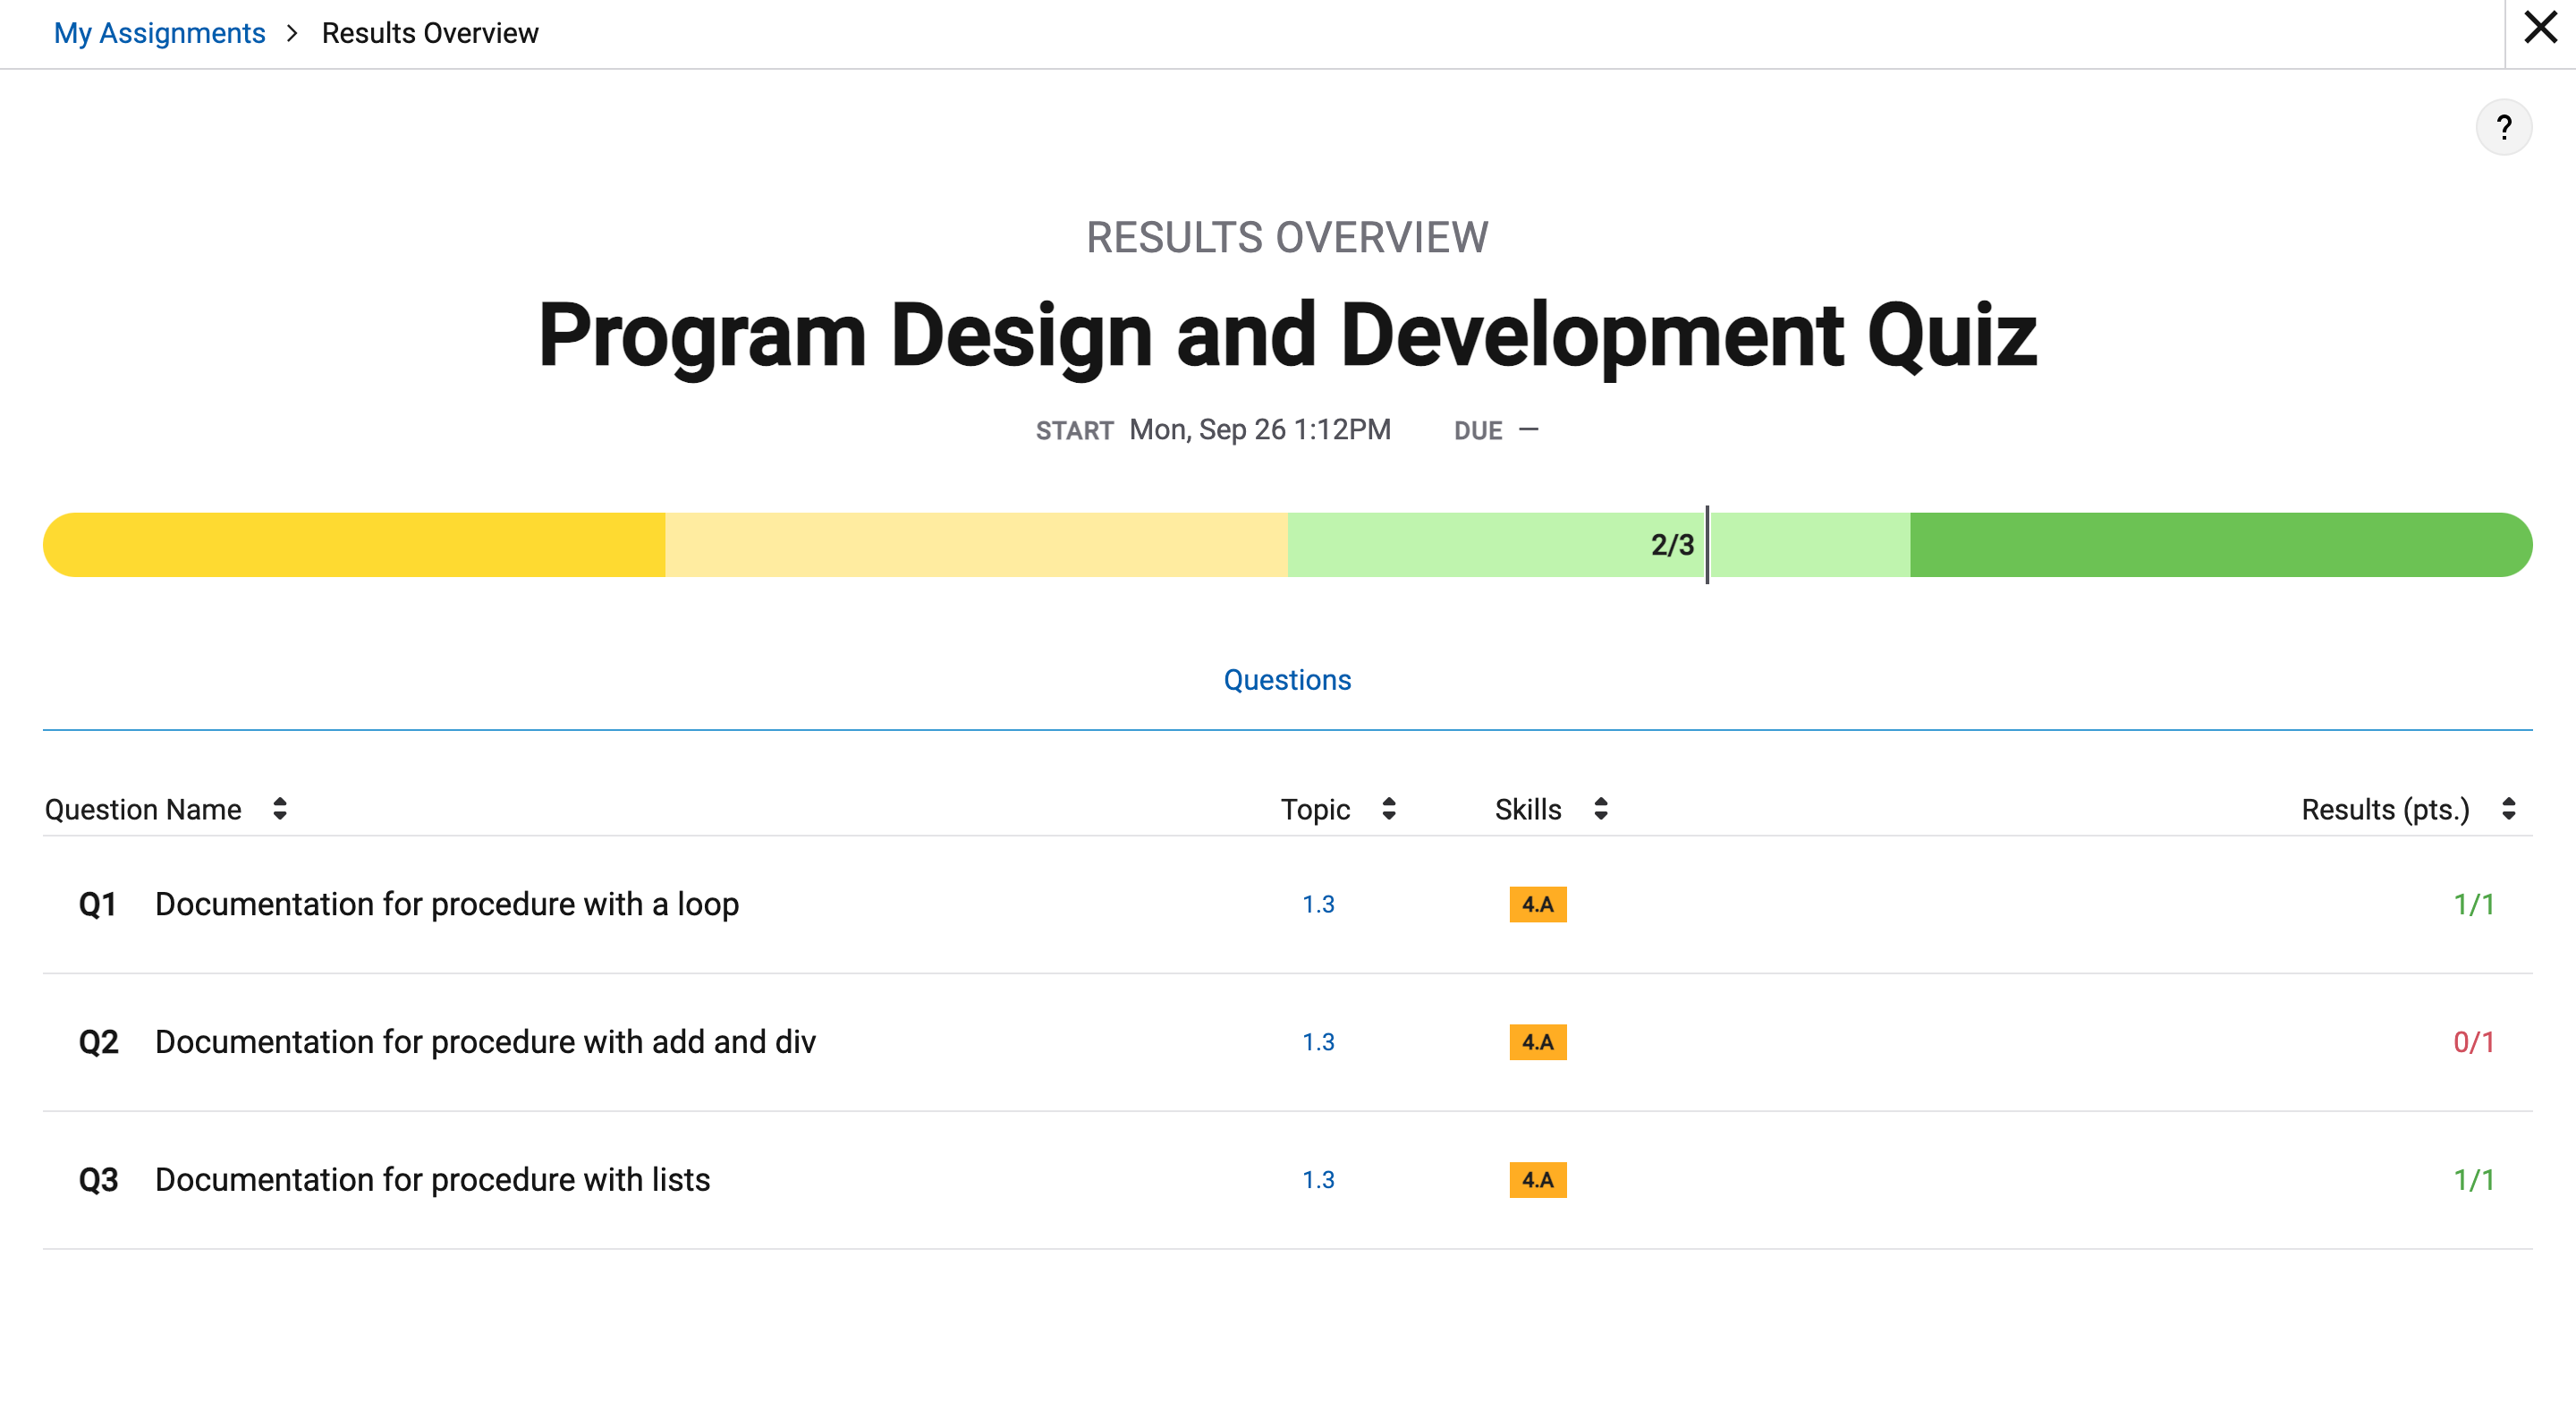 My Assignments > Results Overview
?
RESULTS OVERVIEW
Program Design and Development Quiz
START Mon, Sep 26 1:12PM DUE —
2/3
Questions
Question Name Topic Skills Results (pts.)
Q1 Documentation for procedure with a loop 1.3 4.A 1/1
Q2 Documentation for procedure with add and div 1.3 4.A 0/1
Q3 Documentation for procedure with lists 1.3 4.A 1/1